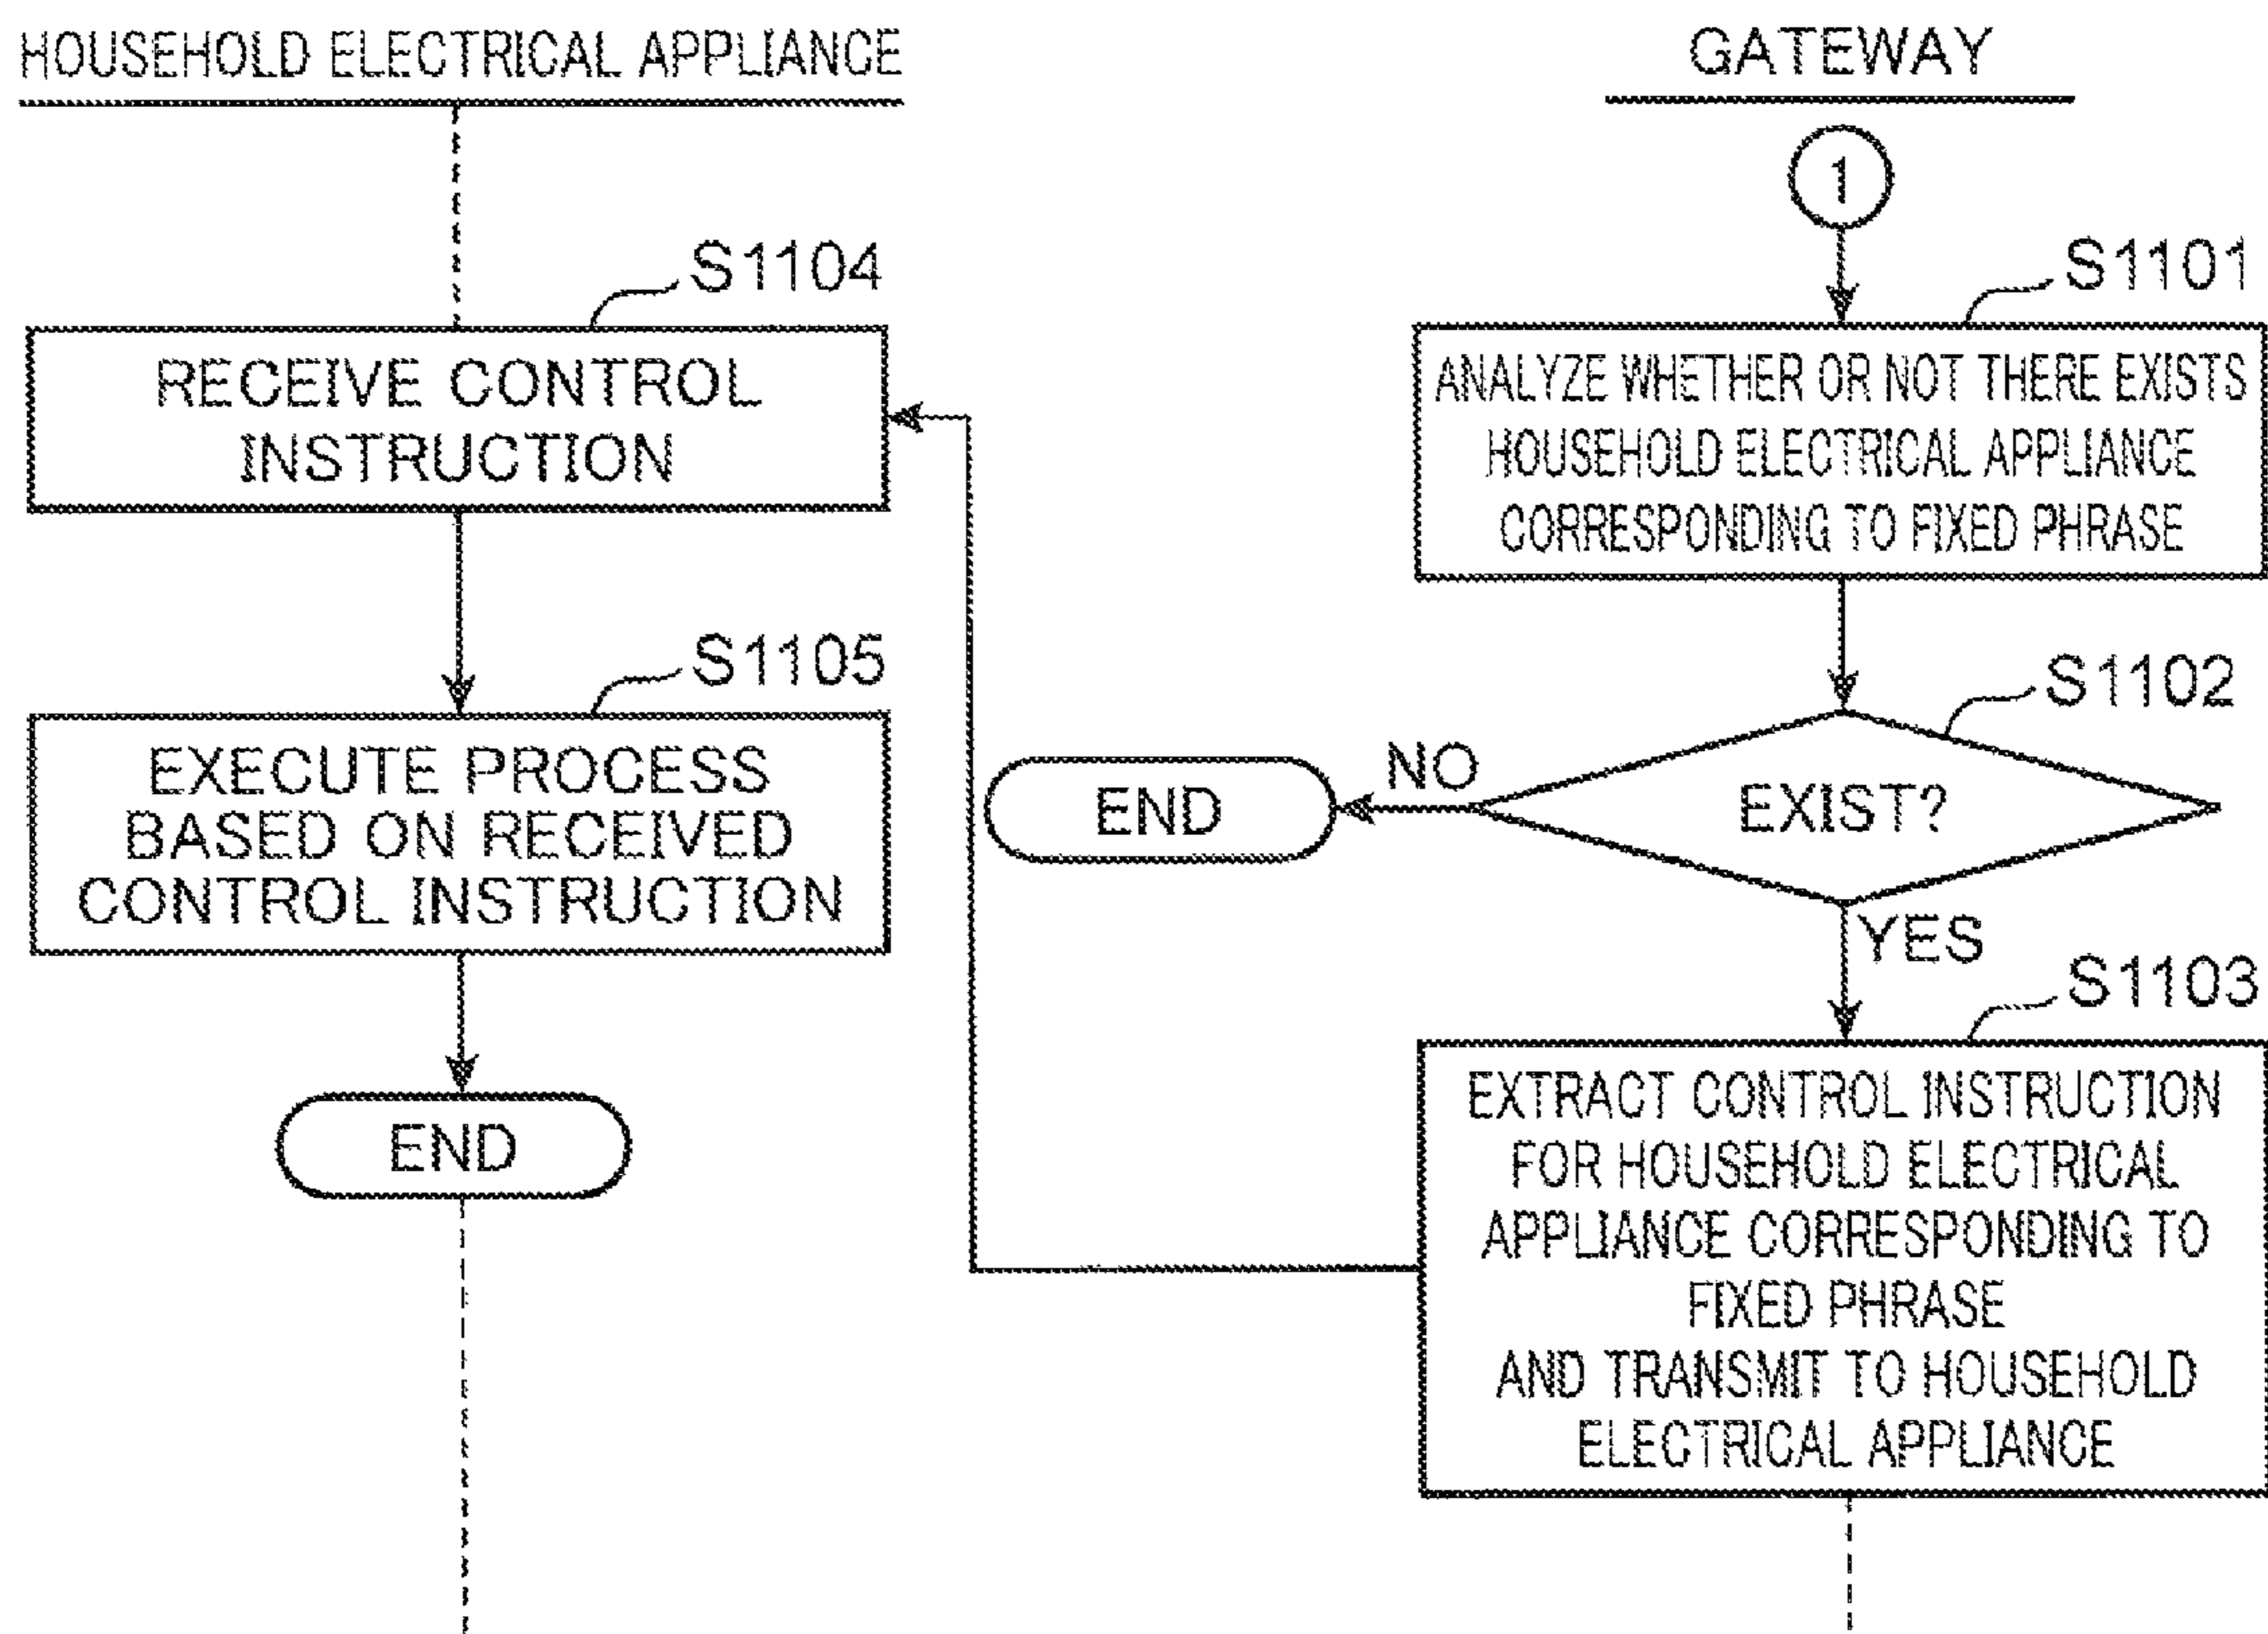 HOUSEHOLD ELECTRICAL APPLIANCE
GATEWAY
1
S1104
S1101
RECEIVE CONTROL
INSTRUCTION
ANALYZE WHETHER OR NOT THERE EXISTS
HOUSEHOLD ELECTRICAL APPLIANCE
CORRESPONDING TO FIXED PHRASE
S1105
S1102
EXECUTE PROCESS
BASED ON RECEIVED
CONTROL INSTRUCTION
END
NO
EXIST?
YES
S1103
END
EXTRACT CONTROL INSTRUCTION
FOR HOUSEHOLD ELECTRICAL
APPLIANCE CORRESPONDING TO
FIXED PHRASE
AND TRANSMIT TO HOUSEHOLD
ELECTRICAL APPLIANCE